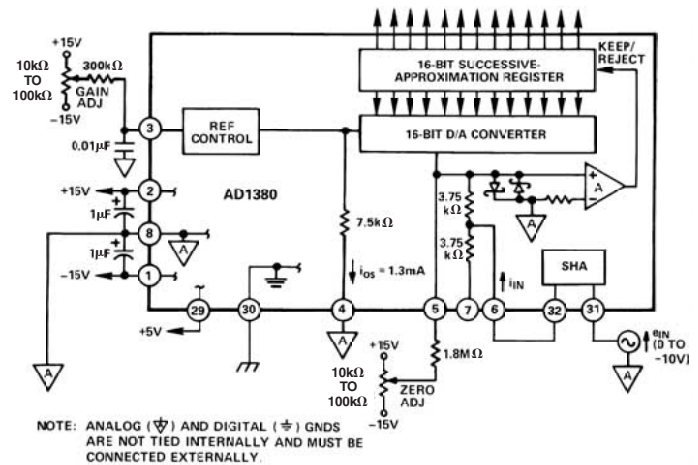 +15V
10kΩ
TO
100kΩ
300kΩ
GAIN
ADJ
−15V
0.01µF
3
REF
CONTROL
16-BIT SUCCESSIVE-
APPROXIMATION REGISTER
KEEP/
REJECT
16-BIT D/A CONVERTER
+15V
2
AD1380
1µF
+
8
A
1µF
+
−15V
1
7.5kΩ
iOS = 1.3mA
3.75
kΩ
3.75
kΩ
+
−
A
A
iIN
SHA
29
30
4
5
7
6
32
31
+5V
A
A
+15V
1.8MΩ
10kΩ
TO
100kΩ
ZERO
ADJ
−15V
eIN
(0 TO
−10V)
A
NOTE: ANALOG (A) AND DIGITAL (⏚) GNDS
ARE NOT TIED INTERNALLY AND MUST BE
CONNECTED EXTERNALLY.